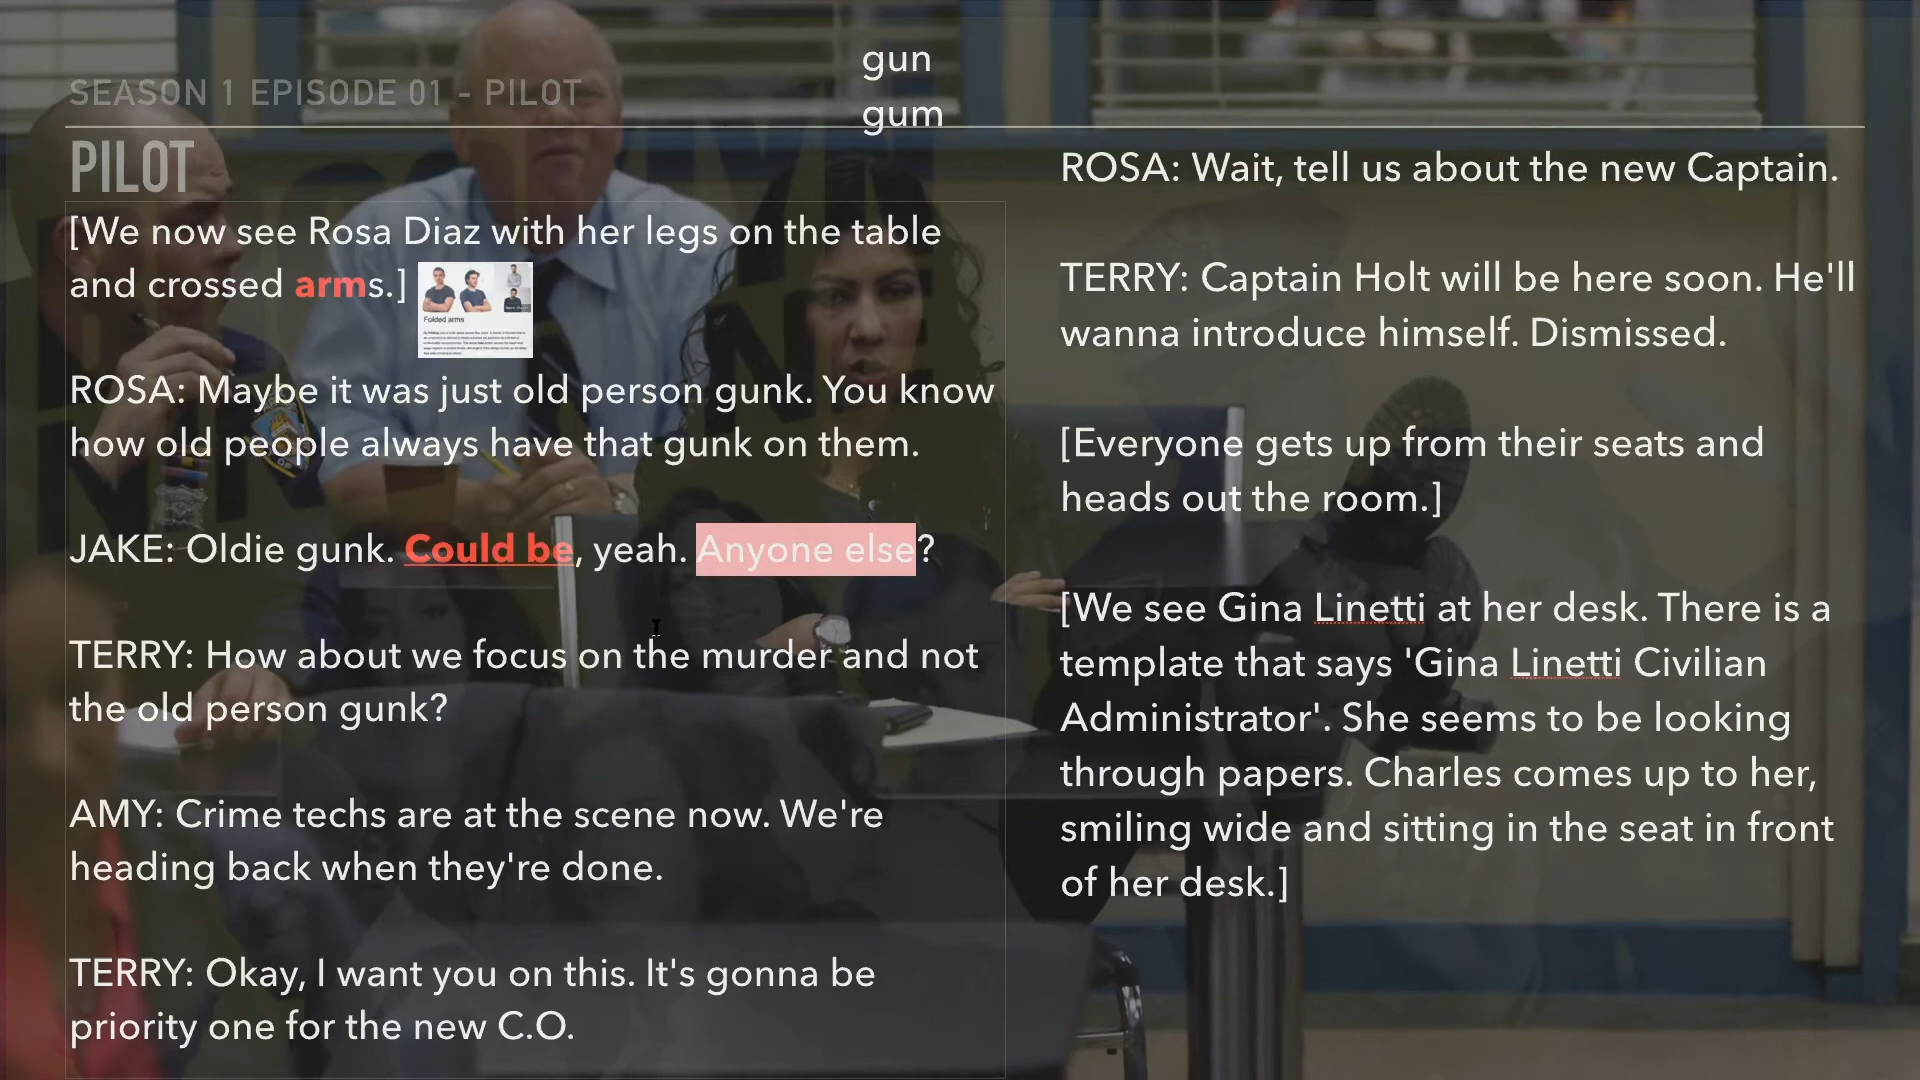 gun
gum
SEASON 1 EPISODE 01 - PILOT
PILOT
[We now see Rosa Diaz with her legs on the table
and crossed arms.]
Folded arms
ROSA: Maybe it was just old person gunk. You know
how old people always have that gunk on them.
JAKE: Oldie gunk. Could be, yeah. Anyone else?
TERRY: How about we focus on the murder and not
the old person gunk?
AMY: Crime techs are at the scene now. We're
heading back when they're done.
TERRY: Okay, I want you on this. It's gonna be
priority one for the new C.O.
ROSA: Wait, tell us about the new Captain.
TERRY: Captain Holt will be here soon. He'll
wanna introduce himself. Dismissed.
[Everyone gets up from their seats and
heads out the room.]
[We see Gina Linetti at her desk. There is a
template that says 'Gina Linetti Civilian
Administrator'. She seems to be looking
through papers. Charles comes up to her,
smiling wide and sitting in the seat in front
of her desk.]